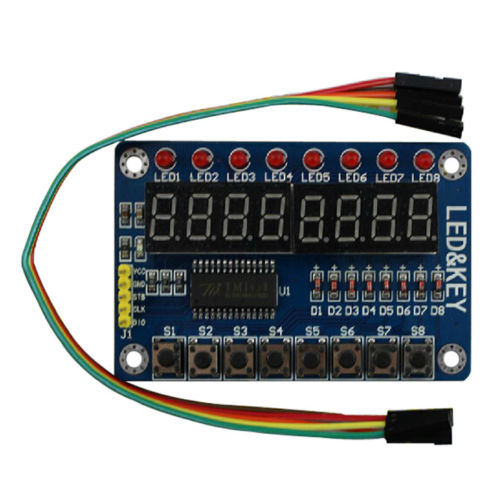 LED1 LED2 LED3 LED4 LED5 LED6 LED7 LED8
LED&KEY
VCC
GND
STB
CLK
DIO
J1
U1
D1 D2 D3 D4 D5 D6 D7 D8
S1 S2 S3 S4 S5 S6 S7 S8